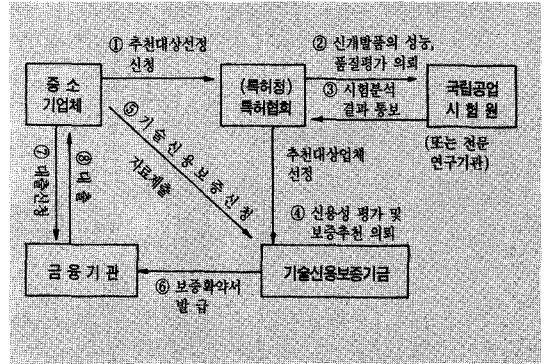 ① 추천대상선정
신청
② 신개발품의 성능,
품질평가 의뢰
중 소
기업체
(특허청)
특허협회
③ 시험분석
결과 통보
국립공업
시 험 원
(또는 전문
연구기관)
⑤ 기 술 신 용 보 증 신 청
자료제출
추천대상업체
선정
⑦ 대출신청
⑧ 대 출
④ 신용성 평가 및
보증추천 의뢰
금 융 기 관
기술신용보증기금
⑥ 보증확약서
발 급